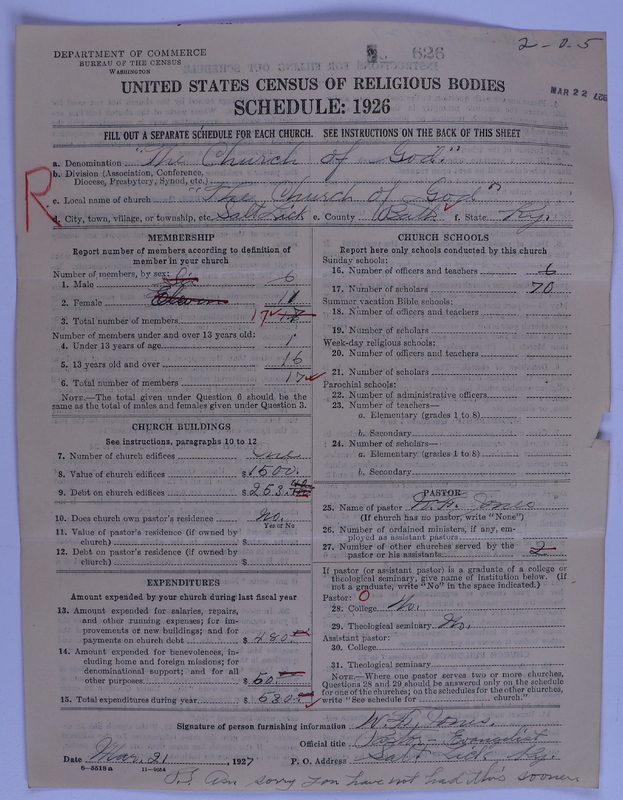 626
2-0-5
DEPARTMENT OF COMMERCE
BUREAU OF THE CENSUS
WASHINGTON
MAR 22 1927
UNITED STATES CENSUS OF RELIGIOUS BODIES
SCHEDULE: 1926
FILL OUT A SEPARATE SCHEDULE FOR EACH CHURCH. SEE INSTRUCTIONS ON THE BACK OF THIS SHEET
R
a. Denomination "The Church of God."
b. Division (Association, Conference,
Diocese, Presbytery, Synod, etc.)
c. Local name of church "The Church of God"
d. City, town, village, or township, etc. Salt Lick e. County Bath f. State Ky.
MEMBERSHIP
Report number of members according to definition of
member in your church
Number of members, by sex:
1. Male Six 6
2. Female Eleven 11
3. Total number of members 17
Number of members under and over 13 years old:
4. Under 13 years of age 1
5. 13 years old and over 16
6. Total number of members 17
NOTE.—The total given under Question 6 should be
same as the total of males and females given under Question 3.
CHURCH BUILDINGS
See instructions, paragraphs 10 to 12
7. Number of church edifices One
8. Value of church edifices $1500.
9. Debt on church edifices $253.
10. Does church own pastor's residence No.
Yes or No
11. Value of pastor's residence (if owned by
church) $
12. Debt on pastor's residence (if owned by
church) $
EXPENDITURES
Amount expended by your church during last fiscal year
13. Amount expended for salaries, repairs,
and other running expenses; for im-
provements or new buildings; and for
payments on church debt $480.
14. Amount expended for benevolences, in-
cluding home and foreign missions; for
denominational support; and for all
other purposes $50.
15. Total expenditures during year $530.
CHURCH SCHOOLS
Report here only schools conducted by this church
Sunday schools:
16. Number of officers and teachers 6
17. Number of scholars 70
Summer vacation Bible schools:
18. Number of officers and teachers
19. Number of scholars
Week-day religious schools:
20. Number of officers and teachers
21. Number of scholars
Parochial schools:
22. Number of administrative officers
23. Number of teachers—
a. Elementary (grades 1 to 8)
b. Secondary
24. Number of scholars—
a. Elementary (grades 1 to 8)
b. Secondary
PASTOR
25. Name of pastor W. H. Jones
(If church has no pastor, write "None")
26. Number of ordained ministers, if any, em-
ployed as assistant pastors
27. Number of other churches served by the
pastor or his assistants 2
If pastor (or assistant pastor) is a graduate of a college or
theological seminary, give name of Institution below. (If
not a graduate, write "No" in the space indicated.)
Pastor: 0
28. College No.
29. Theological seminary No.
Assistant pastor:
30. College
31. Theological seminary
NOTE.—Where one pastor serves two or more churches,
Questions 28 and 29 should be answered only on the schedule
for one of the churches; on the schedules for the other churches,
write "See schedule for church."
Signature of person furnishing information W. H. Jones.
Official title Pastor - Evangelist
Date Mar. 21, 1927 P. O. Address Salt Lick Ky.
8-5518a 11-9064
P.S. Am sorry you have not had this sooner